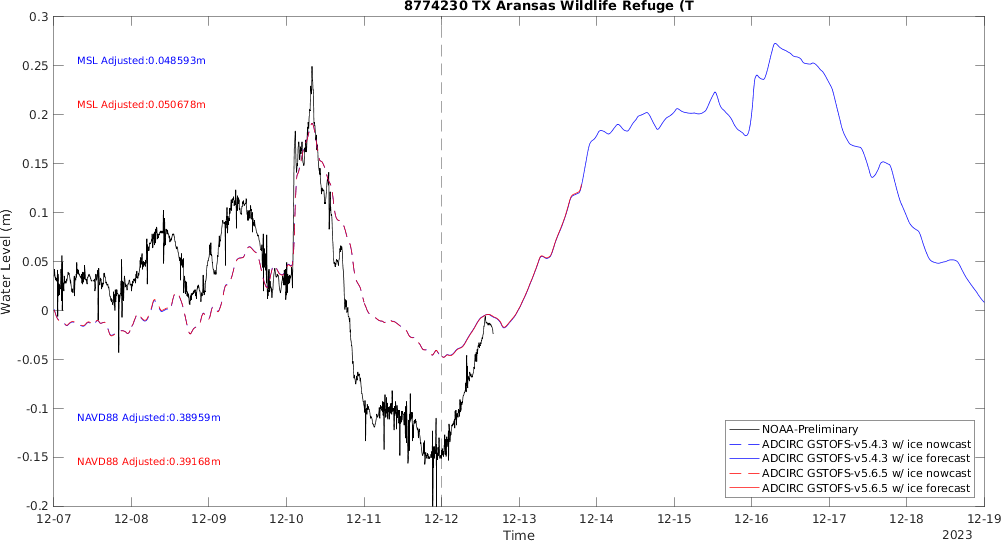 8774230 TX Aransas Wildlife Refuge (T
0.3
0.25
0.2
0.15
0.1
0.05
0
-0.05
-0.1
-0.15
-0.2
Water Level (m)
MSL Adjusted:0.048593m
MSL Adjusted:0.050678m
NAVD88 Adjusted:0.38959m
NAVD88 Adjusted:0.39168m
NOAA-Preliminary
ADCIRC GSTOFS-v5.4.3 w/ ice nowcast
ADCIRC GSTOFS-v5.4.3 w/ ice forecast
ADCIRC GSTOFS-v5.6.5 w/ ice nowcast
ADCIRC GSTOFS-v5.6.5 w/ ice forecast
12-07 12-08 12-09 12-10 12-11 12-12 12-13 12-14 12-15 12-16 12-17 12-18 12-19
Time
2023